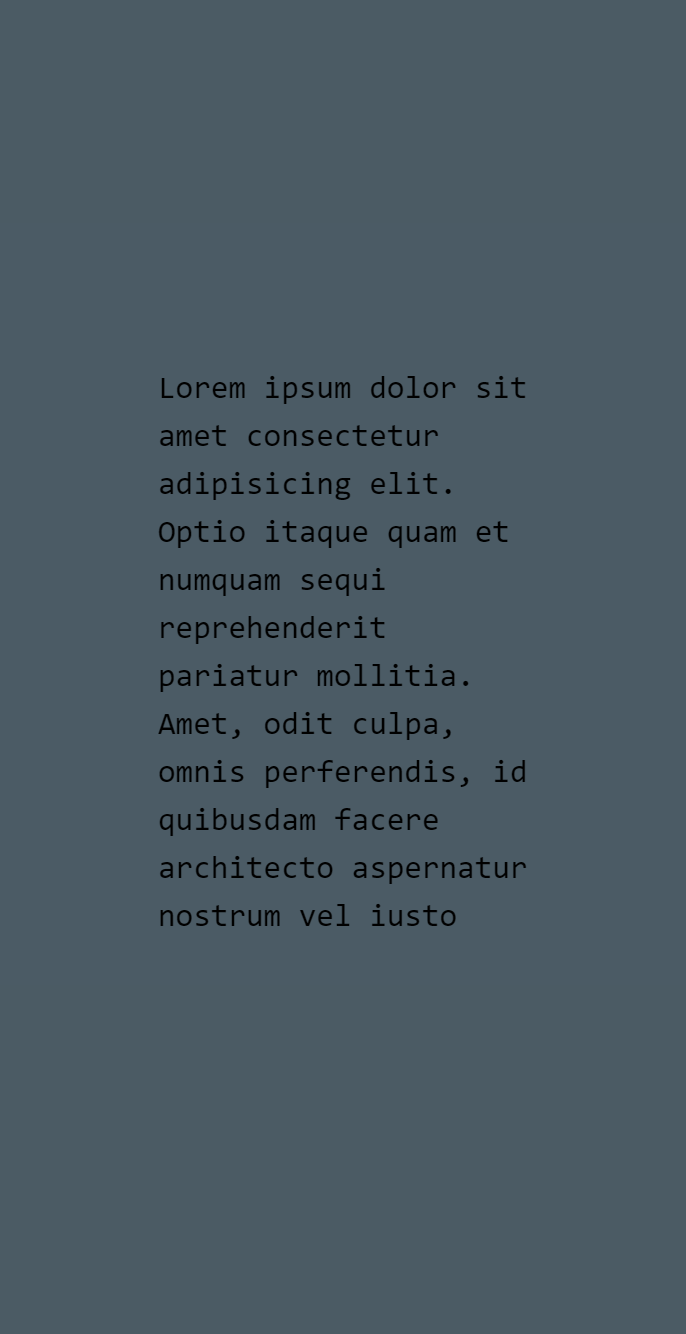 Lorem ipsum dolor sit
amet consectetur
adipisicing elit.
Optio itaque quam et
numquam sequi
reprehenderit
pariatur mollitia.
Amet, odit culpa,
omnis perferendis, id
quibusdam facere
architecto aspernatur
nostrum vel iusto